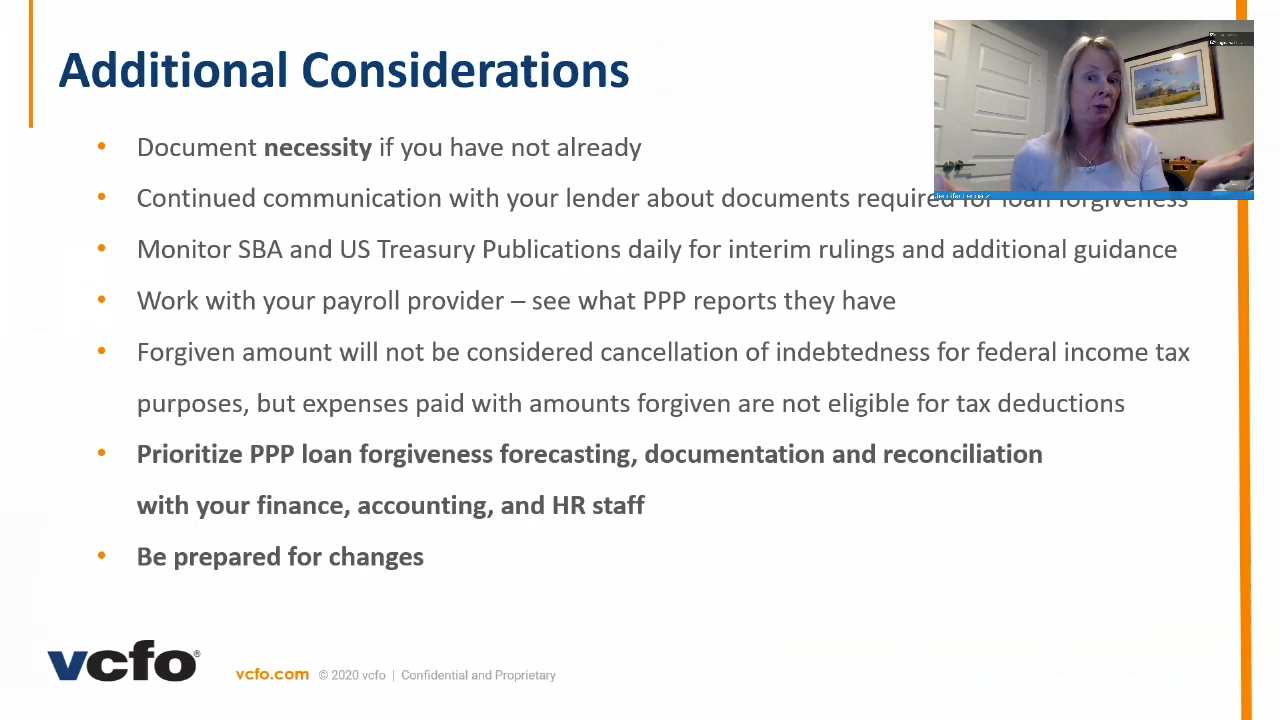 Additional Considerations
• Document necessity if you have not already
• Continued communication with your lender about documents required for loan forgiveness
• Monitor SBA and US Treasury Publications daily for interim rulings and additional guidance
• Work with your payroll provider – see what PPP reports they have
• Forgiven amount will not be considered cancellation of indebtedness for federal income tax
purposes, but expenses paid with amounts forgiven are not eligible for tax deductions
• Prioritize PPP loan forgiveness forecasting, documentation and reconciliation
with your finance, accounting, and HR staff
• Be prepared for changes
vcfo®
vcfo.com © 2020 vcfo | Confidential and Proprietary